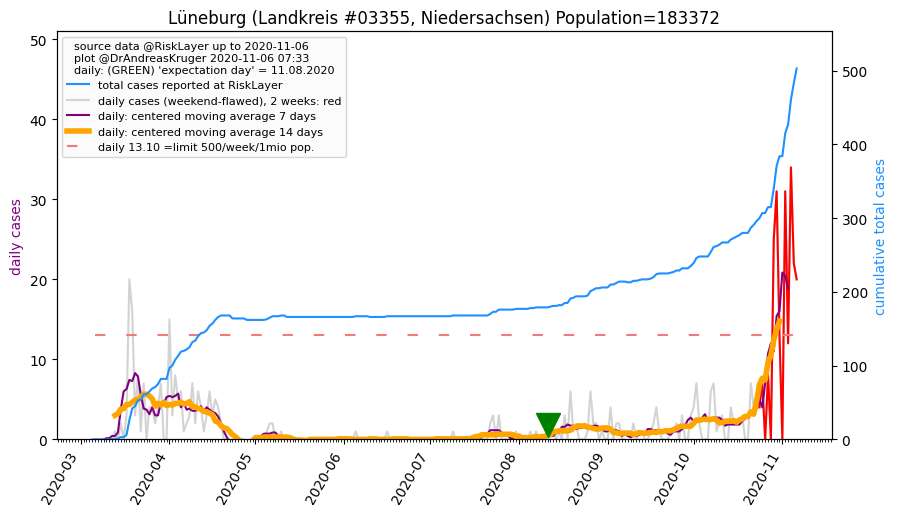 Lüneburg (Landkreis #03355, Niedersachsen) Population=183372
source data @RiskLayer up to 2020-11-06
plot @DrAndreasKruger 2020-11-06 07:33
daily: (GREEN) 'expectation day' = 11.08.2020
total cases reported at RiskLayer
daily cases (weekend-flawed), 2 weeks: red
daily: centered moving average 7 days
daily: centered moving average 14 days
daily 13.10 =limit 500/week/1mio pop.
daily cases
50
40
30
20
10
0
cumulative total cases
500
400
300
200
100
0
2020-03
2020-04
2020-05
2020-06
2020-07
2020-08
2020-09
2020-10
2020-11